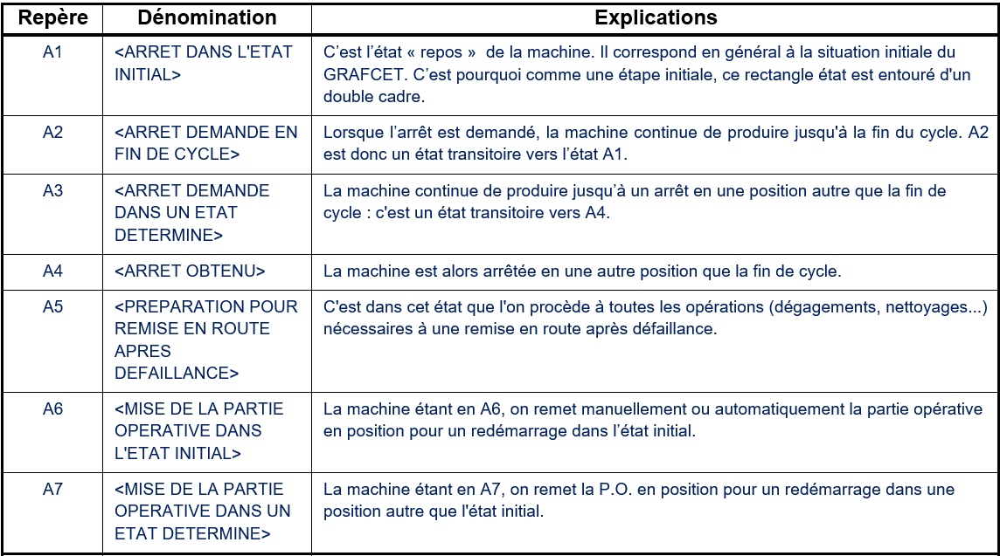 Repère Dénomination Explications
A1 <ARRET DANS L'ETAT INITIAL> C’est l’état « repos »  de la machine. Il correspond en général à la situation initiale du
GRAFCET. C’est pourquoi comme une étape initiale, ce rectangle état est entouré d'un
double cadre.
A2 <ARRET DEMANDE EN FIN DE CYCLE> Lorsque l’arrêt est demandé, la machine continue de produire jusqu'à la fin du cycle. A2
est donc un état transitoire vers l’état A1.
A3 <ARRET DEMANDE DANS UN ETAT DETERMINE> La machine continue de produire jusqu’à un arrêt en une position autre que la fin de
cycle : c'est un état transitoire vers A4.
A4 <ARRET OBTENU> La machine est alors arrêtée en une autre position que la fin de cycle.
A5 <PREPARATION POUR REMISE EN ROUTE APRES DEFAILLANCE> C'est dans cet état que l'on procède à toutes les opérations (dégagements, nettoyages...)
nécessaires à une remise en route après défaillance.
A6 <MISE DE LA PARTIE OPERATIVE DANS L'ETAT INITIAL> La machine étant en A6, on remet manuellement ou automatiquement la partie opérative
en position pour un redémarrage dans l’état initial.
A7 <MISE DE LA PARTIE OPERATIVE DANS UN ETAT DETERMINE> La machine étant en A7, on remet la P.O. en position pour un redémarrage dans une
position autre que l'état initial.